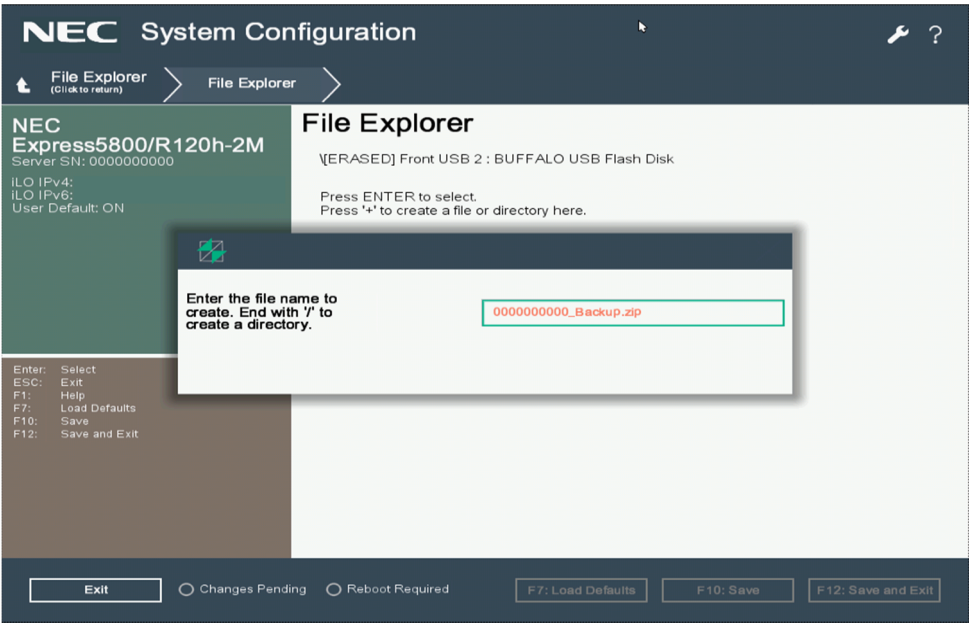 NEC System Configuration
?
File Explorer
(Click to return)
File Explorer
NEC
Express5800/R120h-2M
Server SN: 0000000000
iLO IPv4:
iLO IPv6:
User Default: ON
File Explorer
\[ERASED] Front USB 2 : BUFFALO USB Flash Disk
Press ENTER to select.
Press '+' to create a file or directory here.
Enter the file name to
create. End with '/' to
create a directory.
0000000000_Backup.zip
Enter: Select
ESC: Exit
F1: Help
F7: Load Defaults
F10: Save
F12: Save and Exit
Exit
Changes Pending
Reboot Required
F7: Load Defaults
F10: Save
F12: Save and Exit